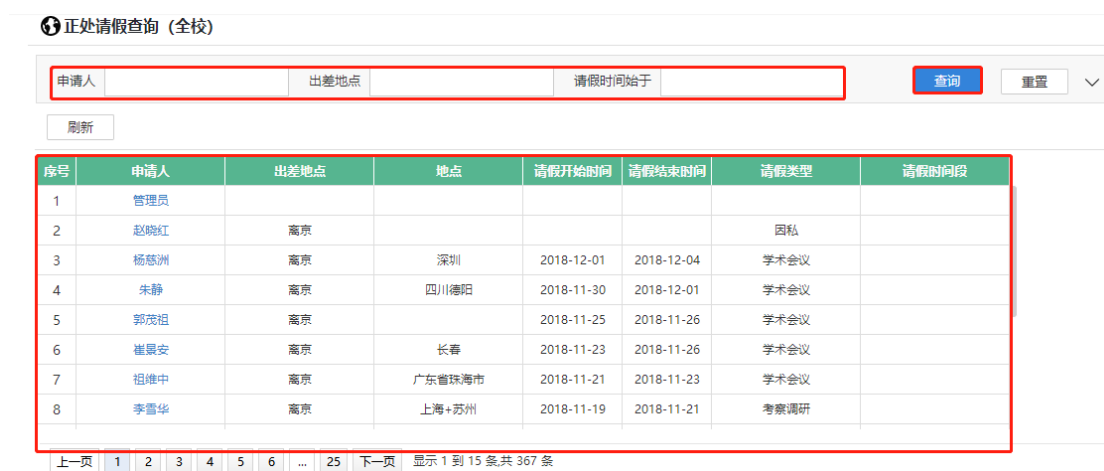 正处请假查询（全校）
申请人 出差地点 请假时间始于 查询 重置
刷新
序号 申请人 出差地点 地点 请假开始时间 请假结束时间 请假类型 请假时间段
1 管理员
2 赵晓红 离京 因私
3 杨慈洲 离京 深圳 2018-12-01 2018-12-04 学术会议
4 朱静 离京 四川德阳 2018-11-30 2018-12-01 学术会议
5 郭茂祖 离京 2018-11-25 2018-11-26 学术会议
6 崔景安 离京 长春 2018-11-23 2018-11-26 学术会议
7 祖维中 离京 广东省珠海市 2018-11-21 2018-11-23 学术会议
8 李雪华 离京 上海+苏州 2018-11-19 2018-11-21 考察调研
上一页 1 2 3 4 5 6 ... 25 下一页 显示 1 到 15 条,共 367 条